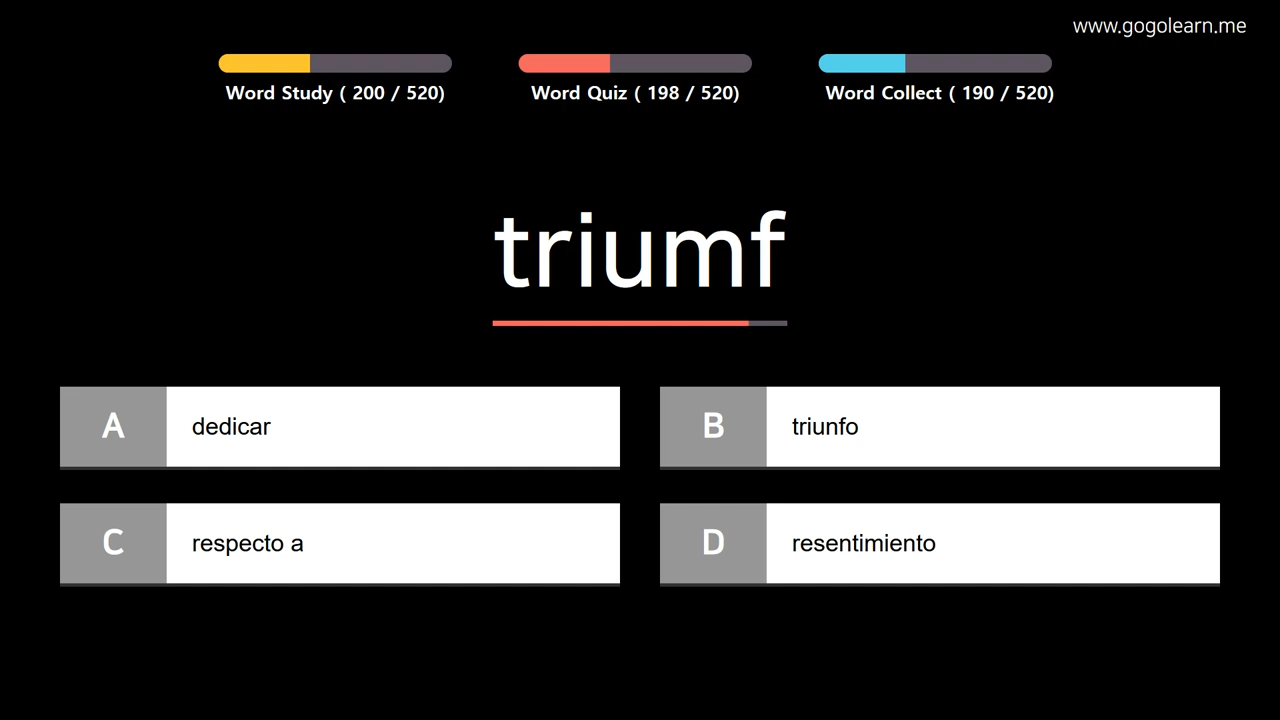 www.gogolearn.me
Word Study ( 200 / 520)
Word Quiz ( 198 / 520)
Word Collect ( 190 / 520)
triumf
A dedicar
B triunfo
C respecto a
D resentimiento